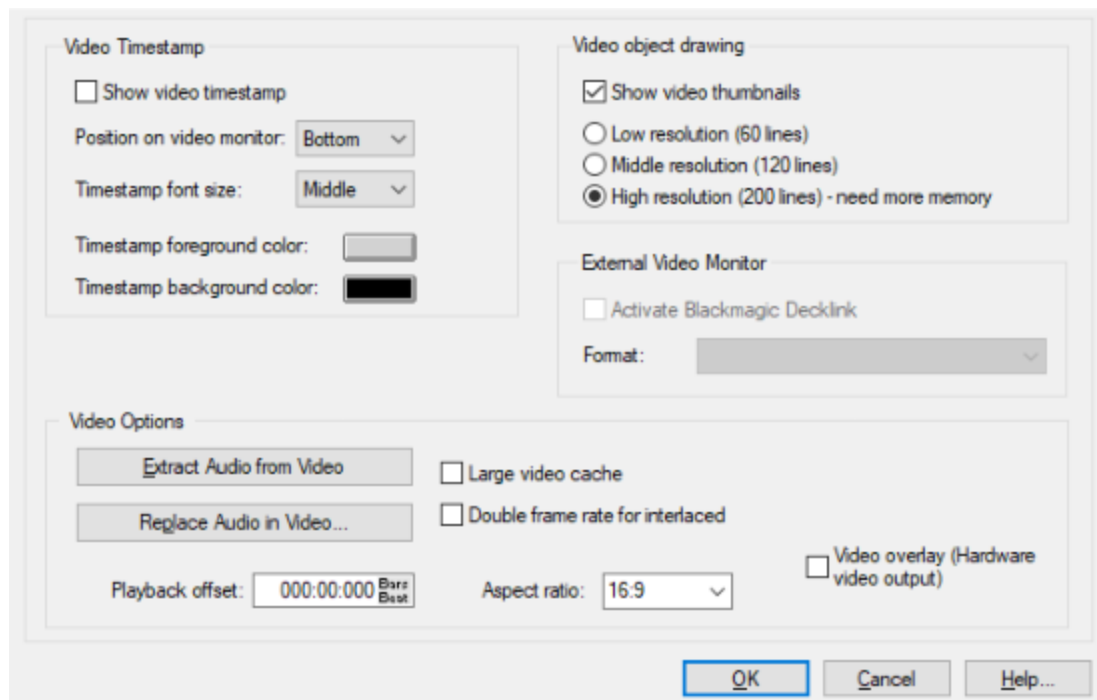 Video Timestamp
Show video timestamp
Position on video monitor: Bottom
Timestamp font size: Middle
Timestamp foreground color:
Timestamp background color:
Video object drawing
Show video thumbnails
Low resolution (60 lines)
Middle resolution (120 lines)
High resolution (200 lines) - need more memory
External Video Monitor
Activate Blackmagic Decklink
Format:
Video Options
Extract Audio from Video
Large video cache
Replace Audio in Video...
Double frame rate for interlaced
Video overlay (Hardware
video output)
Playback offset: 000:00:000 Bars
Beat
Aspect ratio: 16:9
OK Cancel Help...